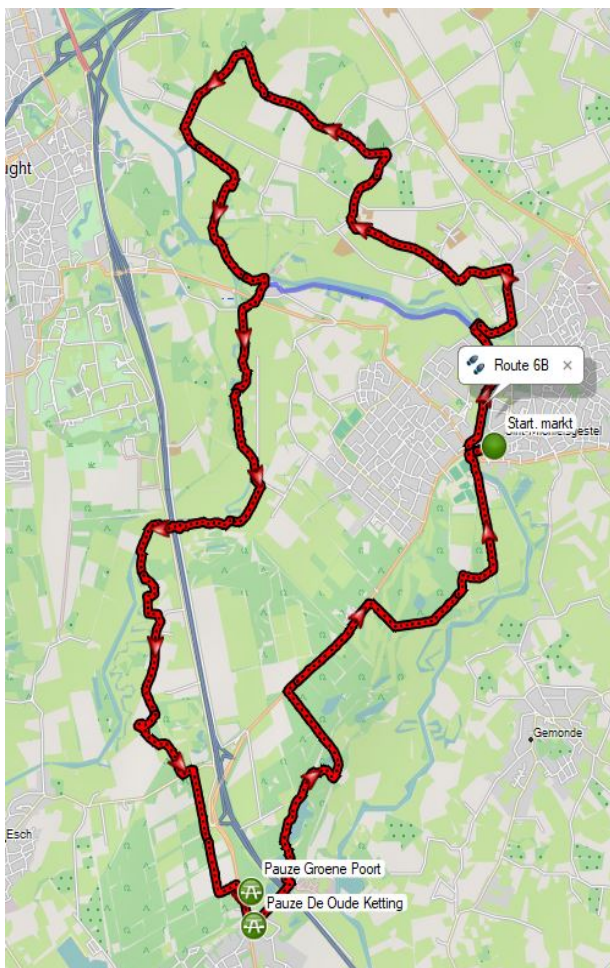 ught
Route 6B ×
Start. markt
Gemonde
Esch
Pauze Groene Poort
Pauze De Oude Ketting